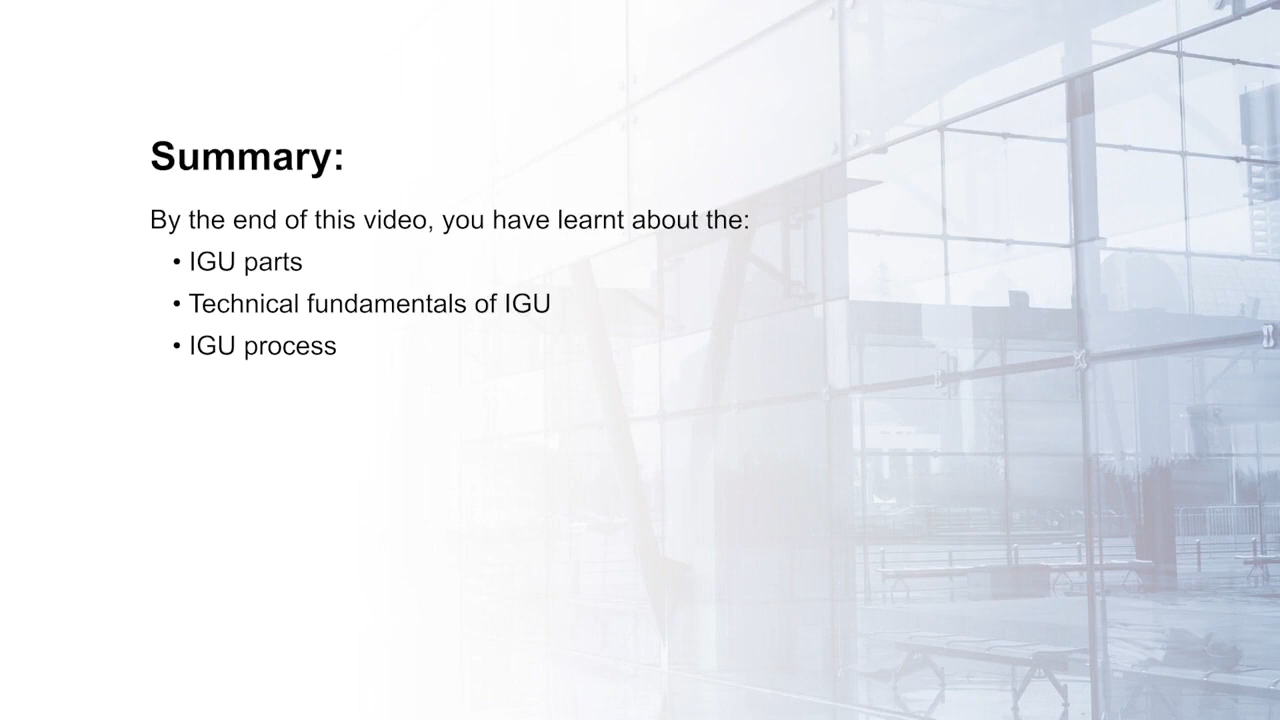 Summary:
By the end of this video, you have learnt about the:
• IGU parts
• Technical fundamentals of IGU
• IGU process